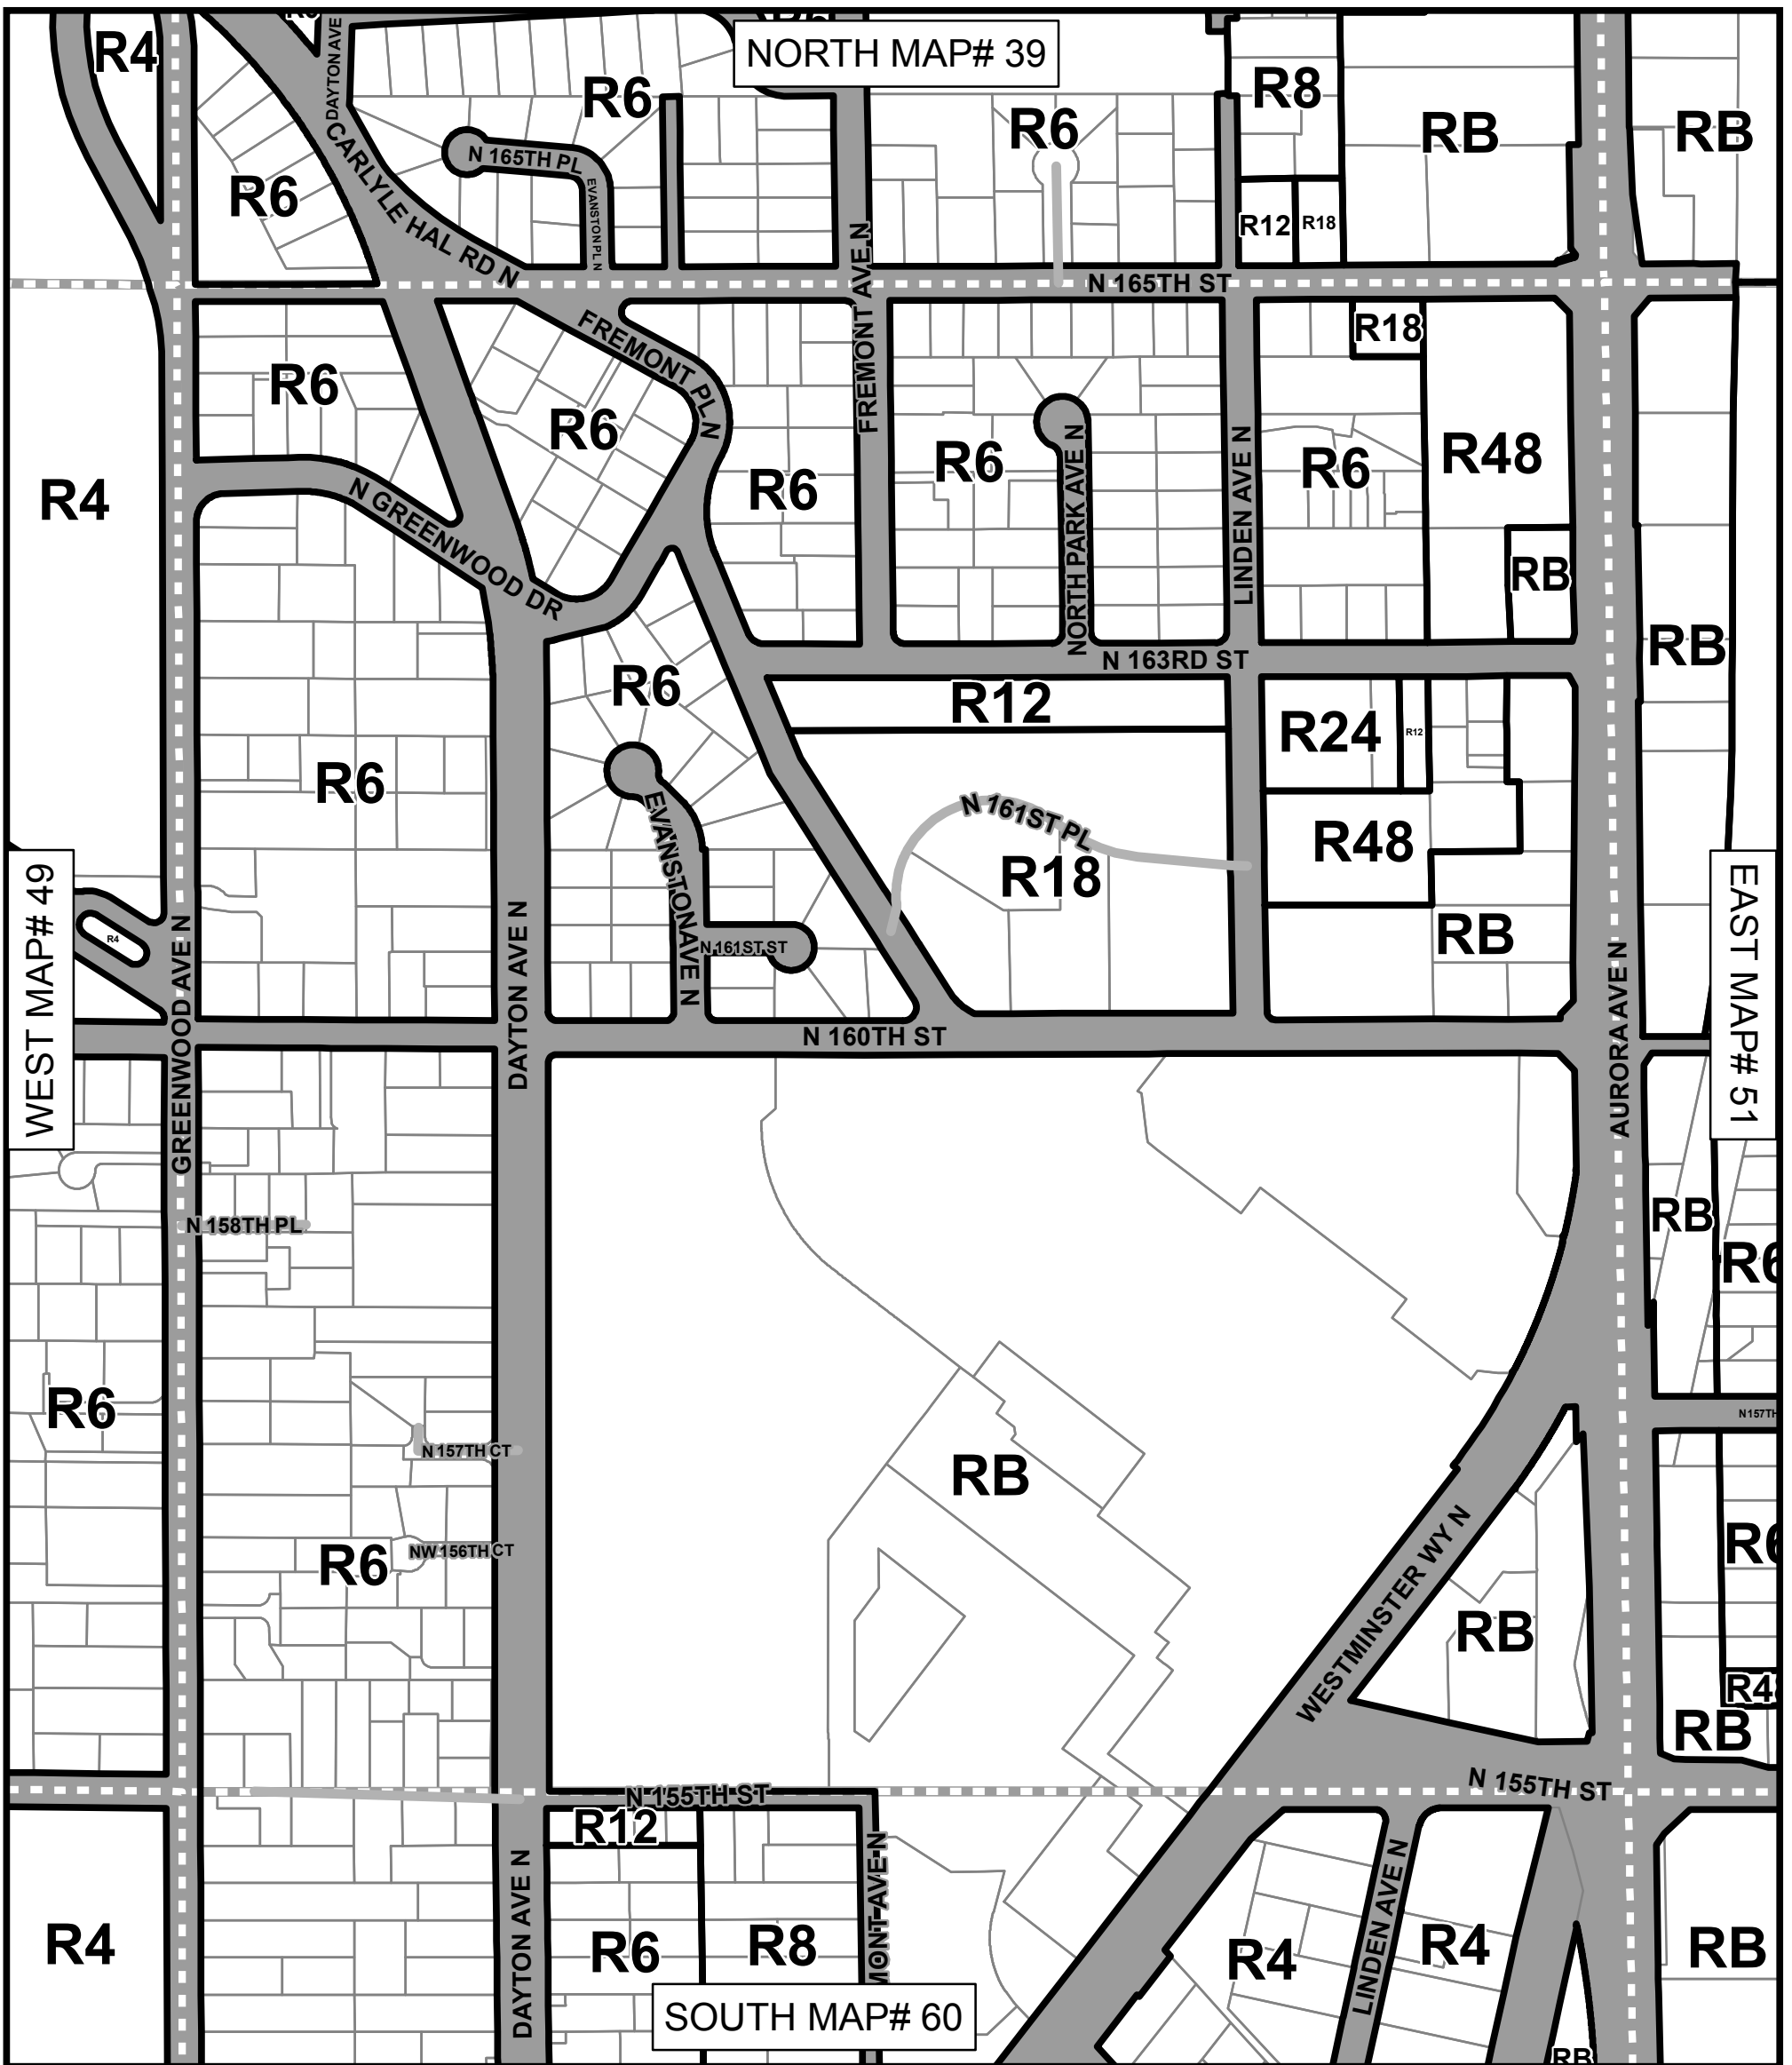 R4
DAYTON AVE
NORTH MAP# 39
R6
R8
RB
RB
R6
R6
CARLYLE HAL RD N
N 165TH PL
EVANSTON PL N
FREMONT AVE N
R12
R18
N 165TH ST
R18
FREMONT PL N
R6
R6
R6
R6
R6
R48
R4
N GREENWOOD DR
NORTH PARK AVE N
LINDEN AVE N
RB
N 163RD ST
RB
R6
R12
R24
R12
R6
EVANSTON AVE N
N 161ST PL
R18
R48
WEST MAP# 49
R4
GREENWOOD AVE N
DAYTON AVE N
N 161ST ST
RB
AURORA AVE N
EAST MAP# 51
N 160TH ST
N 158TH PL
RB
R6
R6
N 157TH
N 157TH CT
RB
NW 156TH CT
R6
WESTMINSTER WY N
RB
R6
R48
RB
N 155TH ST
N 155TH ST
R12
R4
DAYTON AVE N
R6
R8
MONT AVE N
R4
LINDEN AVE N
R4
RB
SOUTH MAP# 60
RB